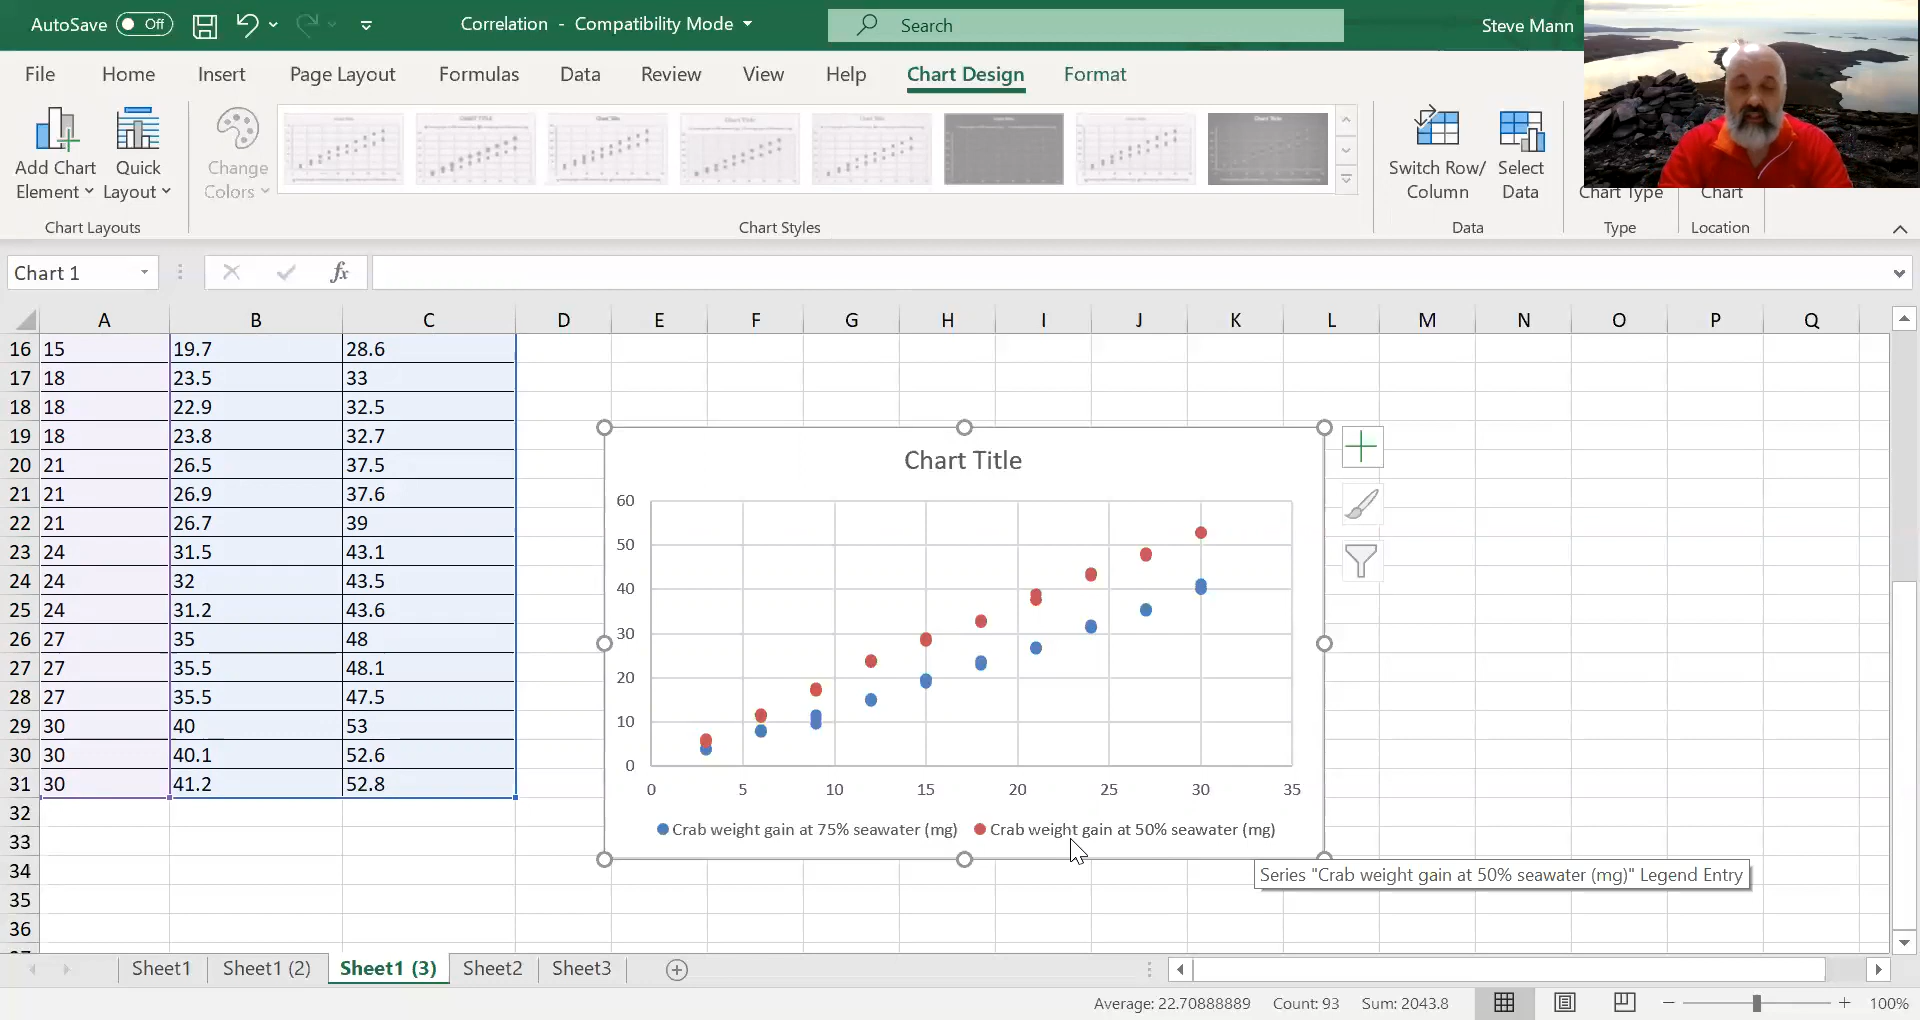 AutoSave Off Correlation - Compatibility Mode Search Steve Mann
File Home Insert Page Layout Formulas Data Review View Help Chart Design Format
Add Chart Element Quick Layout Change Colors Switch Row/ Column Select Data Chart Type Chart
Chart Layouts Chart Styles Data Type Location
Chart 1 fx
A B C D E F G H I J K L M N O P Q
16 15 19.7 28.6
17 18 23.5 33
18 18 22.9 32.5
19 18 23.8 32.7
20 21 26.5 37.5
21 21 26.9 37.6
22 21 26.7 39
23 24 31.5 43.1
24 24 32 43.5
25 24 31.2 43.6
26 27 35 48
27 27 35.5 48.1
28 27 35.5 47.5
29 30 40 53
30 30 40.1 52.6
31 30 41.2 52.8
32
33
34
35
36
Chart Title
60
50
40
30
20
10
0
0 5 10 15 20 25 30 35
Crab weight gain at 75% seawater (mg) Crab weight gain at 50% seawater (mg)
Series "Crab weight gain at 50% seawater (mg)" Legend Entry
Sheet1 Sheet1 (2) Sheet1 (3) Sheet2 Sheet3
Average: 22.70888889 Count: 93 Sum: 2043.8 100%